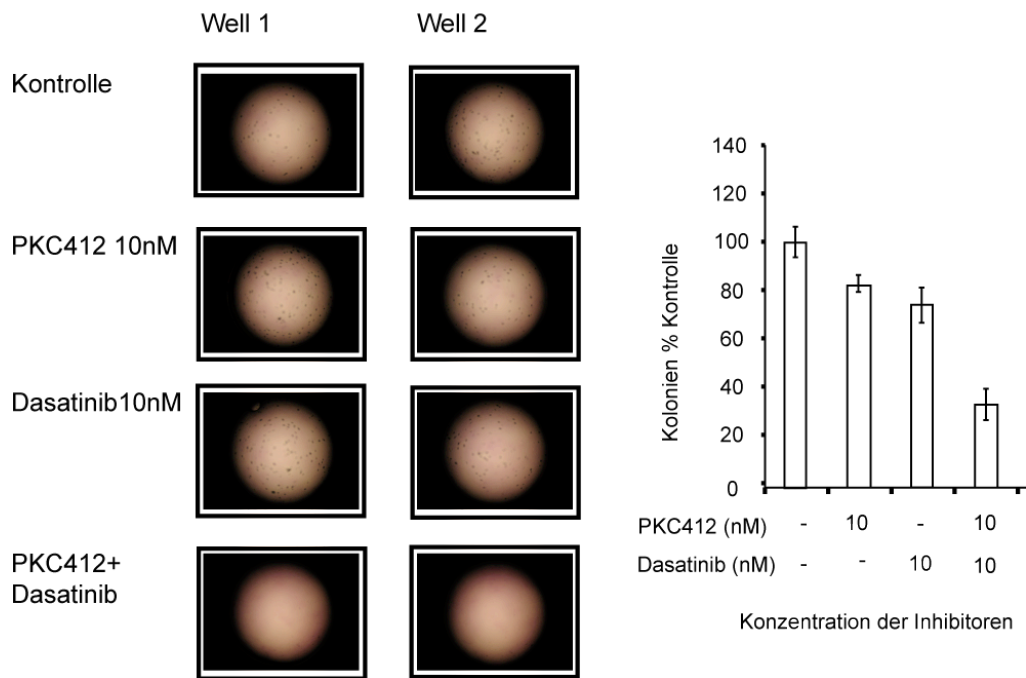 Well 1
Well 2
Kontrolle
PKC412 10nM
Dasatinib10nM
PKC412+
Dasatinib
Kolonien % Kontrolle
140
120
100
80
60
40
20
0
PKC412 (nM) - 10 - 10
Dasatinib (nM) - - 10 10
Konzentration der Inhibitoren